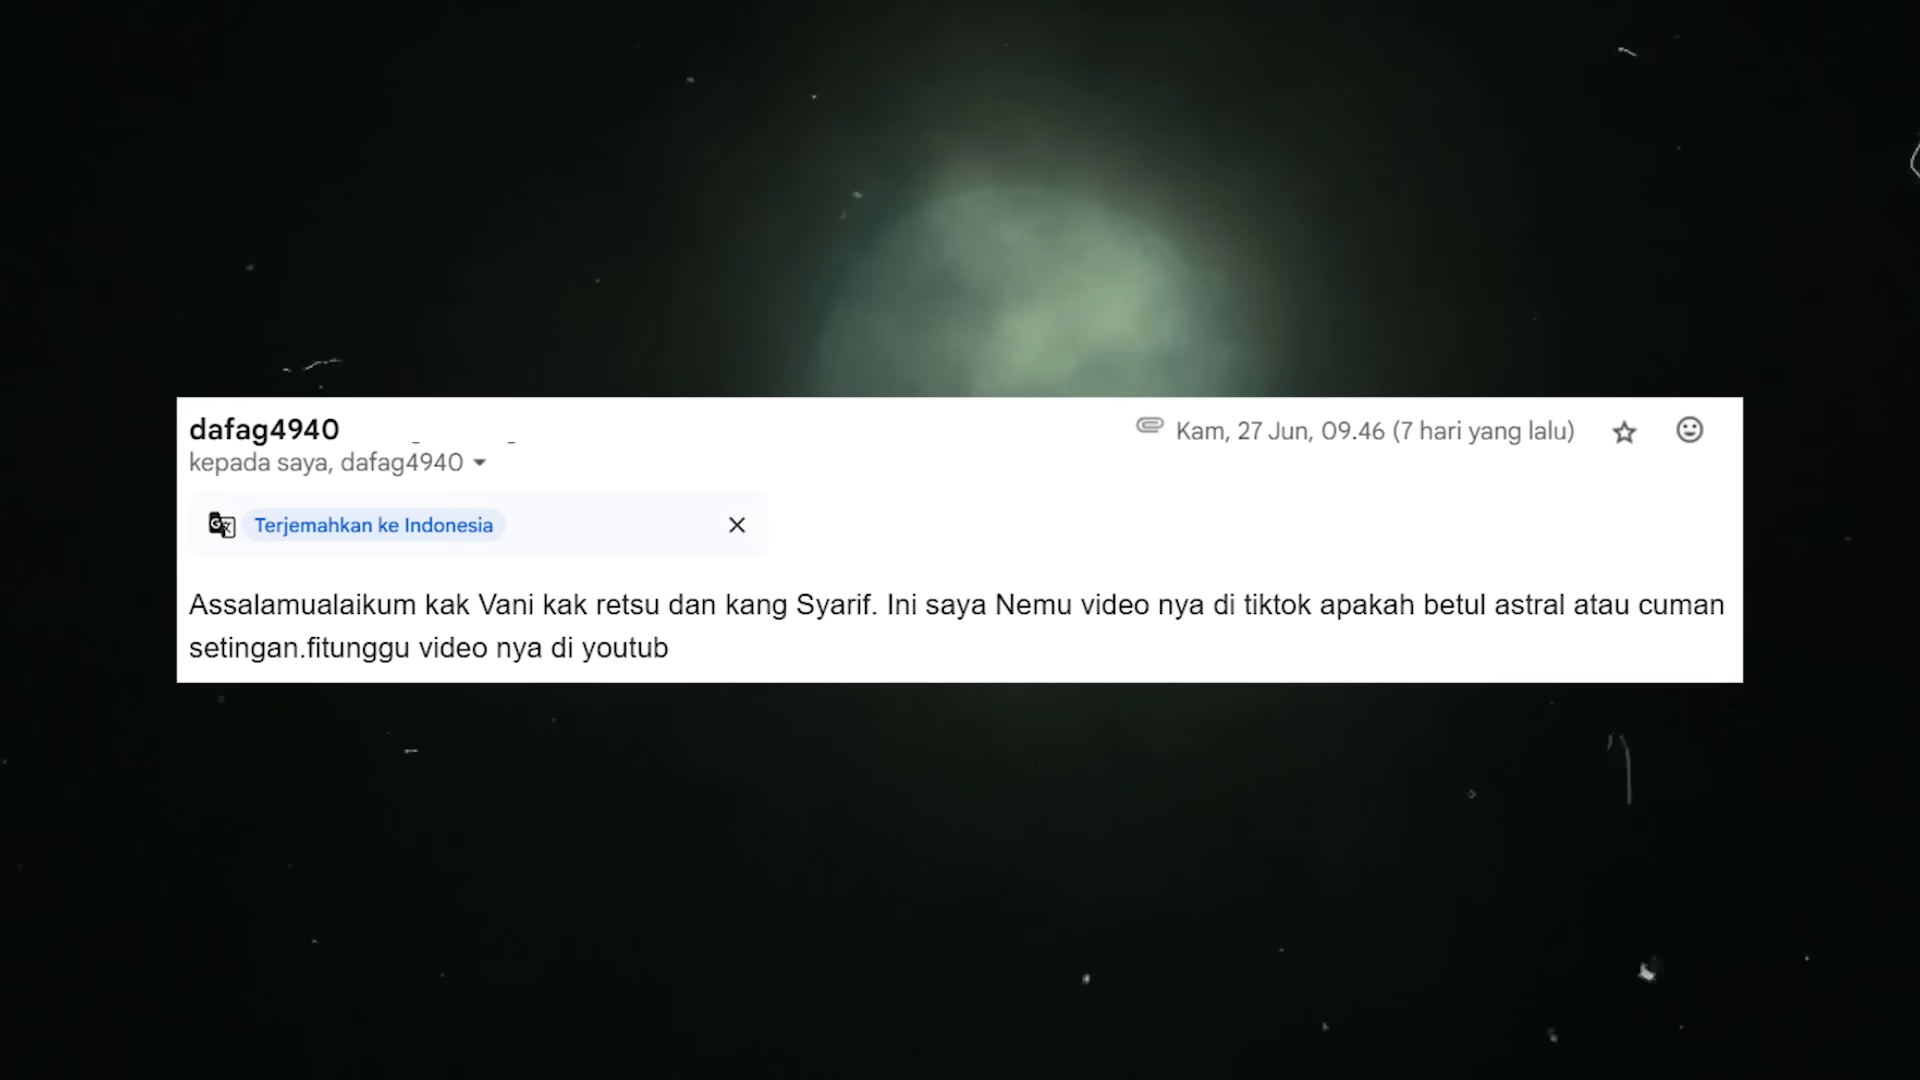 dafag4940
Kam, 27 Jun, 09.46 (7 hari yang lalu)
kepada saya, dafag4940
Terjemahkan ke Indonesia
Assalamualaikum kak Vani kak retsu dan kang Syarif. Ini saya Nemu video nya di tiktok apakah betul astral atau cuman
setingan.fitunggu video nya di youtub